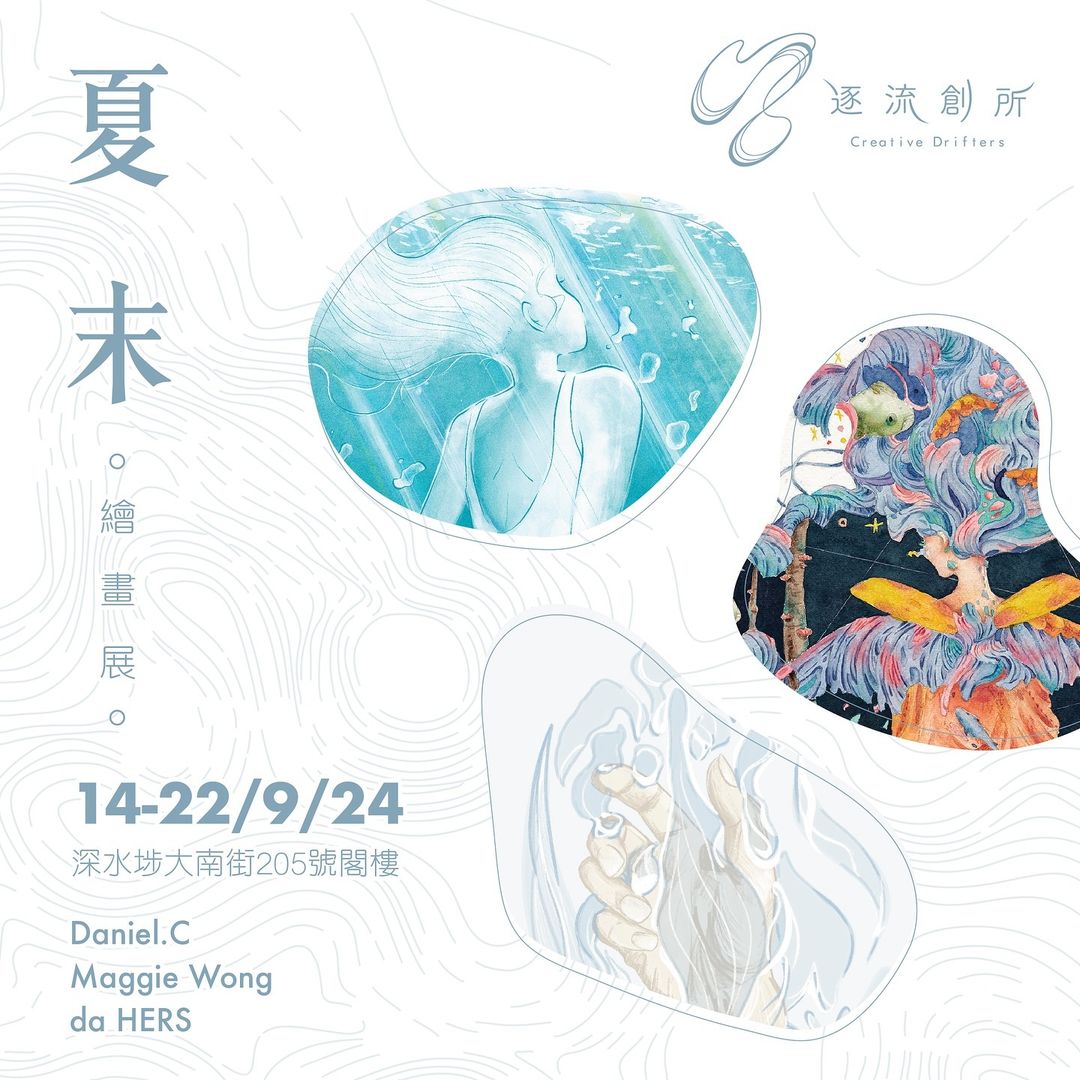 夏末
。繪畫展。
逐流創所
Creative Drifters
14-22/9/24
深水埗大南街205號閣樓
Daniel.C
Maggie Wong
da HERS